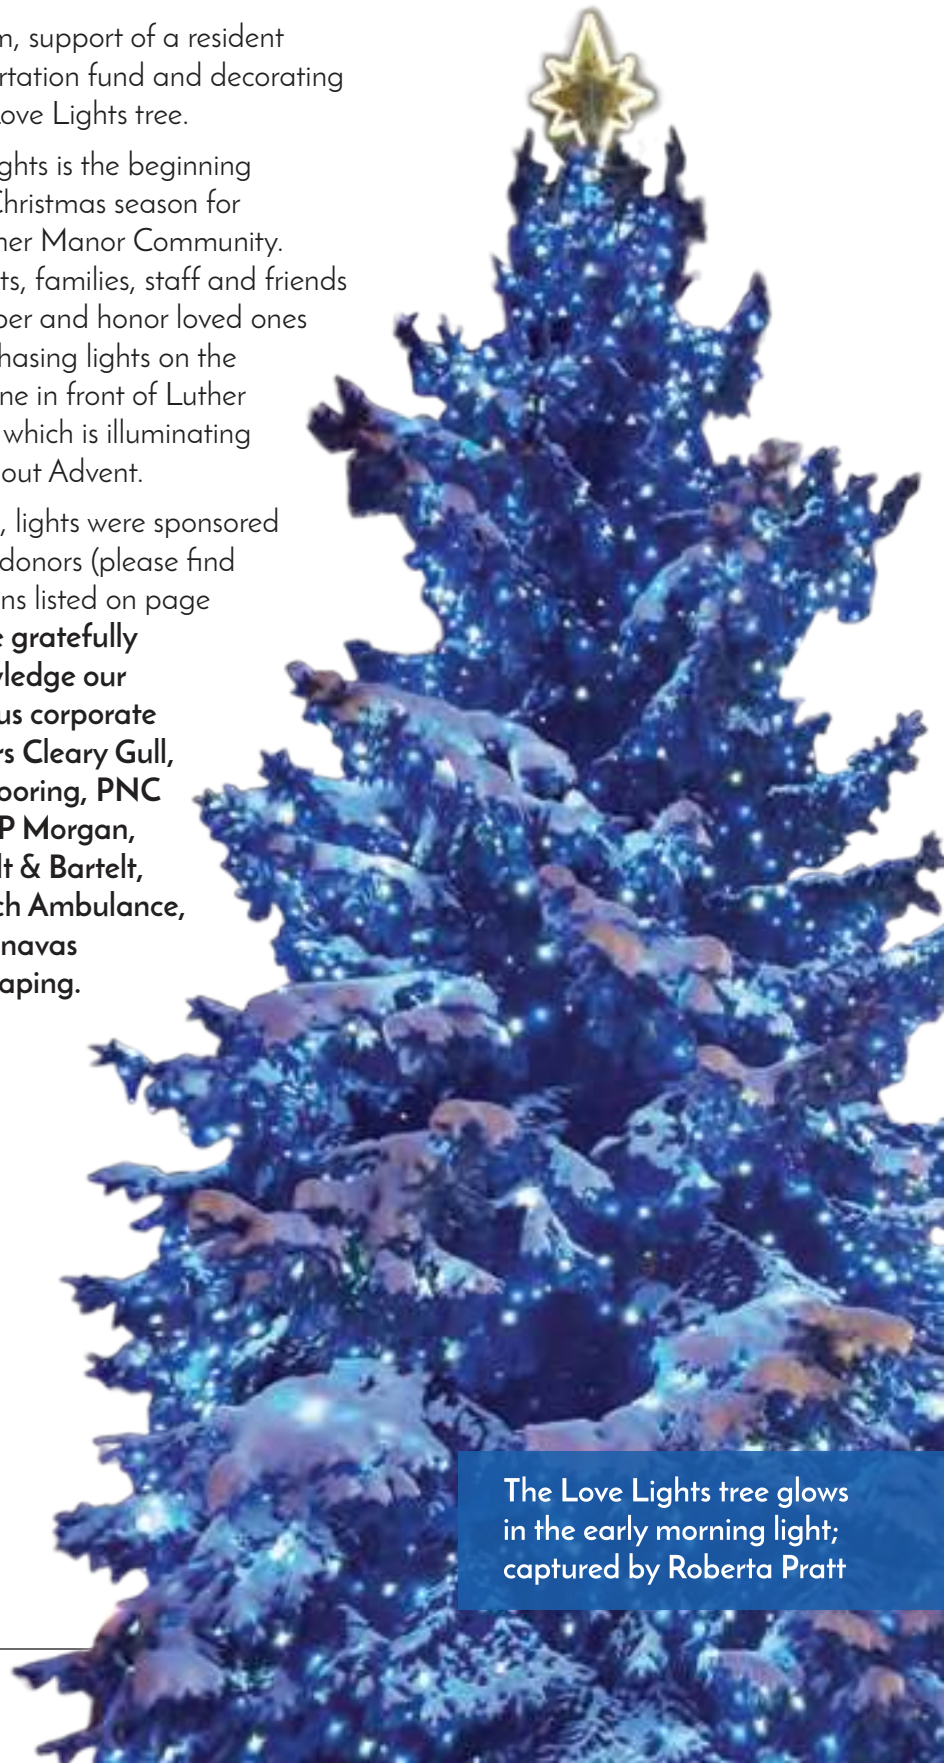 n, support of a resident
rtation fund and decorating
ove Lights tree.
ghts is the beginning
Christmas season for
her Manor Community.
ts, families, staff and friends
ber and honor loved ones
hasing lights on the
ne in front of Luther
which is illuminating
out Advent.
, lights were sponsored
donors (please find
ns listed on page
e gratefully
ledge our
us corporate
rs Cleary Gull,
ooring, PNC
P Morgan,
lt & Bartelt,
ch Ambulance,
navas
aping.
The Love Lights tree glows
in the early morning light;
captured by Roberta Pratt